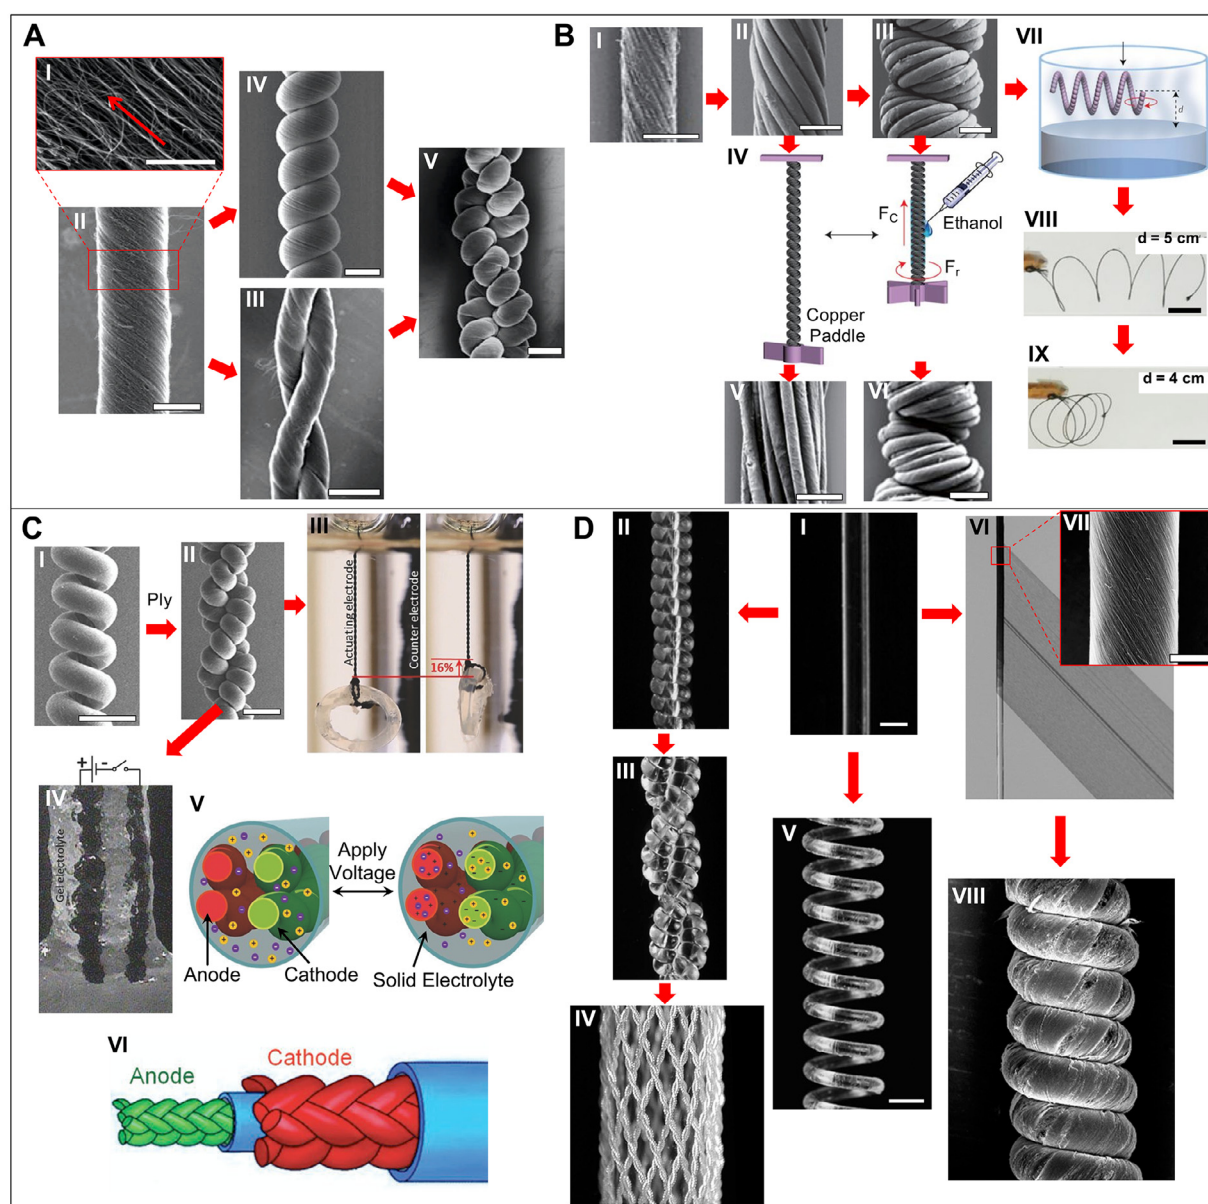 A
I
II
IV
III
V
B
I
II
III
IV
F_C
Ethanol
F_r
Copper
Paddle
V
VI
VII
d
VIII
d = 5 cm
IX
d = 4 cm
C
I
Ply
II
III
Actuating electrode
Counter electrode
16%
+ -
IV
Gel electrolyte
V
Apply
Voltage
Anode
Cathode
Solid Electrolyte
VI
Anode
Cathode
D
II
I
VI
VII
III
V
IV
VIII